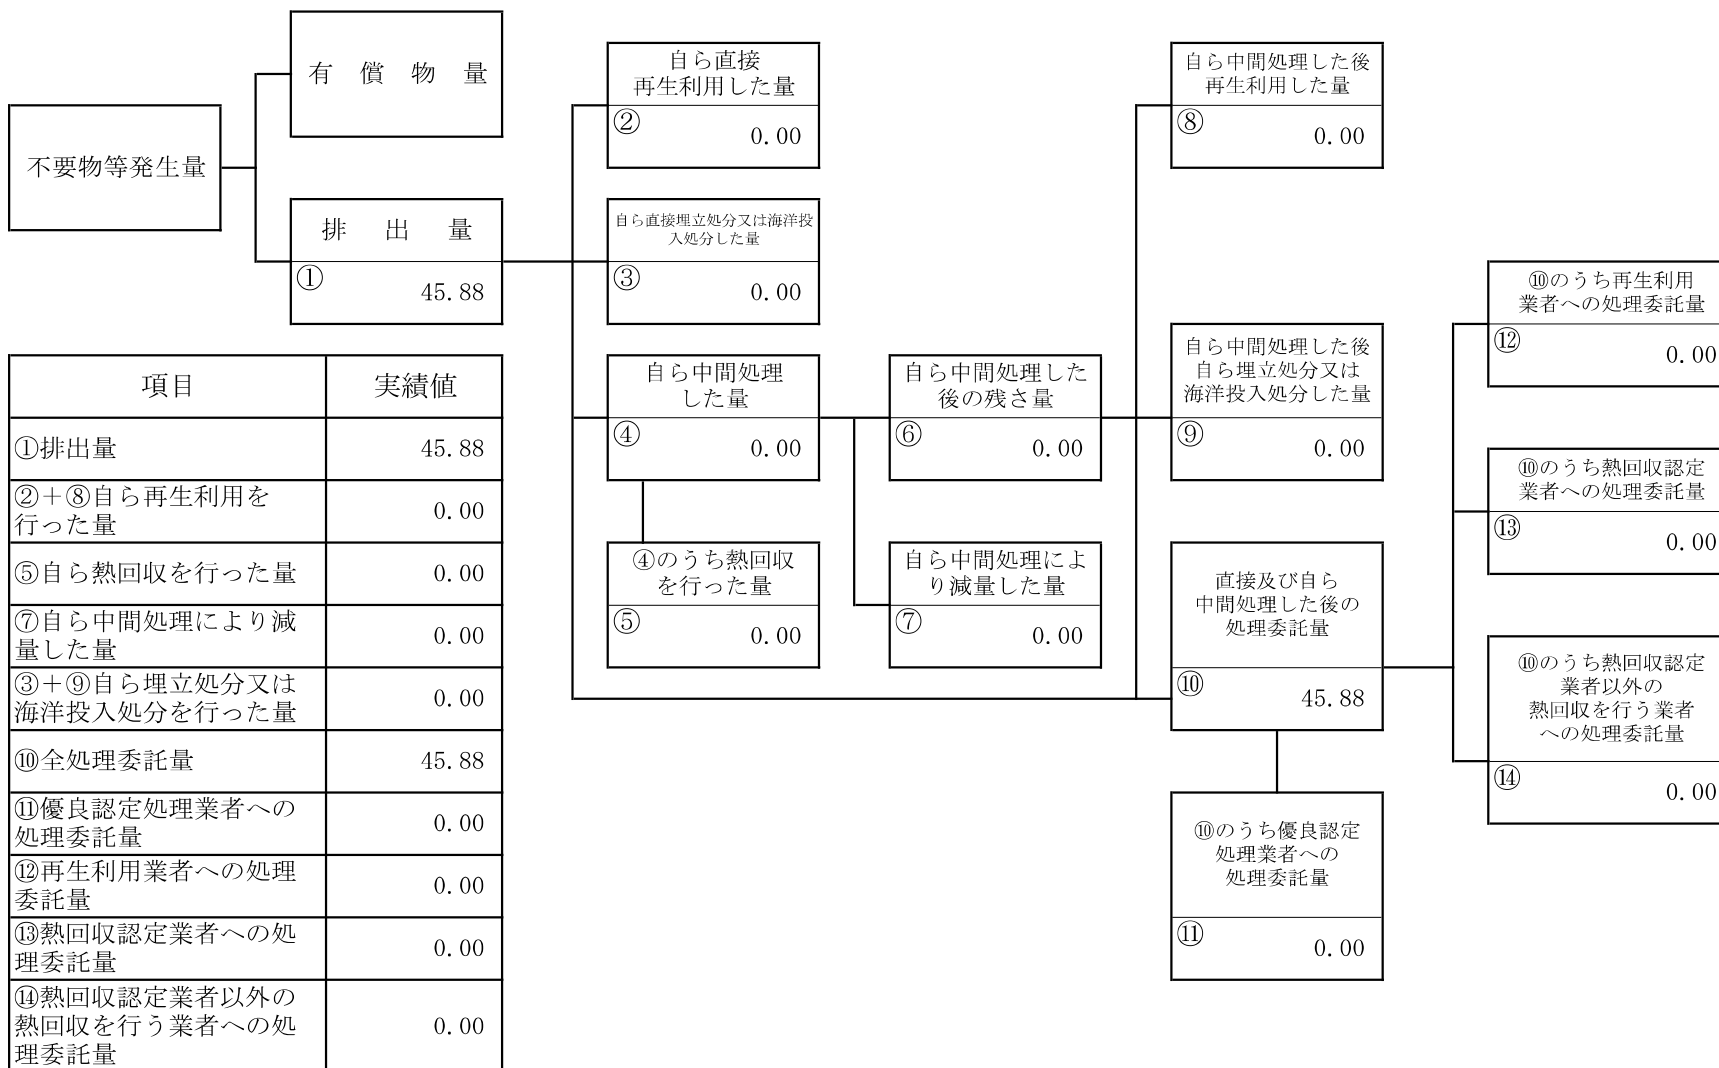 不要物等発生量
有 償 物 量
排 出 量
①
45.88
自ら直接
再生利用した量
②
0.00
自ら直接埋立処分又は海洋投
入処分した量
③
0.00
自ら中間処理
した量
④
0.00
④のうち熱回収
を行った量
⑤
0.00
自ら中間処理した
後の残さ量
⑥
0.00
自ら中間処理によ
り減量した量
⑦
0.00
自ら中間処理した後
再生利用した量
⑧
0.00
自ら中間処理した後
自ら埋立処分又は
海洋投入処分した量
⑨
0.00
直接及び自ら
中間処理した後の
処理委託量
⑩
45.88
⑩のうち優良認定
処理業者への
処理委託量
⑪
0.00
⑩のうち再生利用
業者への処理委託量
⑫
0.00
⑩のうち熱回収認定
業者への処理委託量
⑬
0.00
⑩のうち熱回収認定
業者以外の
熱回収を行う業者
への処理委託量
⑭
0.00
項目 実績値
①排出量 45.88
②+⑧自ら再生利用を
行った量 0.00
⑤自ら熱回収を行った量 0.00
⑦自ら中間処理により減
量した量 0.00
③+⑨自ら埋立処分又は
海洋投入処分を行った量 0.00
⑩全処理委託量 45.88
⑪優良認定処理業者への
処理委託量 0.00
⑫再生利用業者への処理
委託量 0.00
⑬熱回収認定業者への処
理委託量 0.00
⑭熱回収認定業者以外の
熱回収を行う業者への処
理委託量 0.00